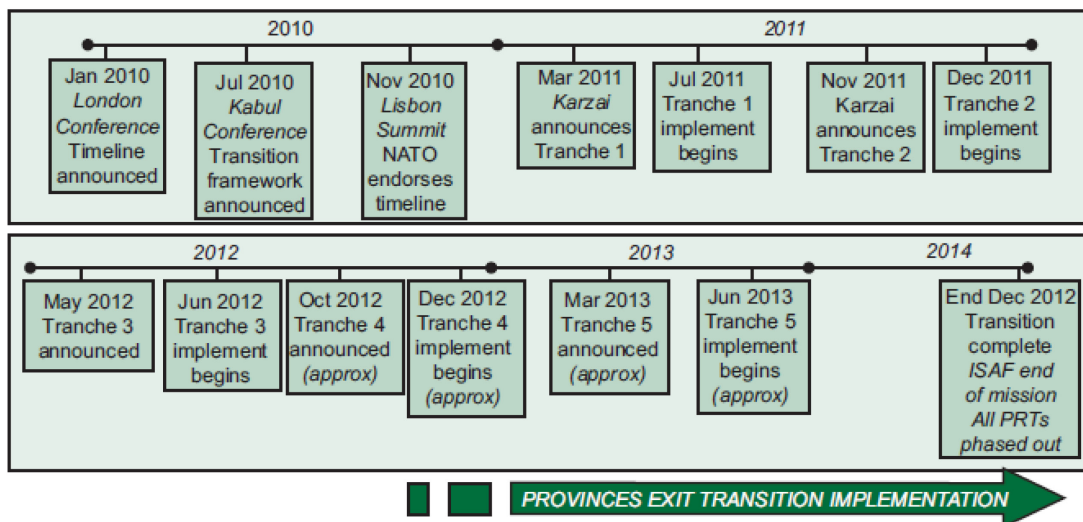 2010
2011
Jan 2010
London
Conference
Timeline
announced
Jul 2010
Kabul
Conference
Transition
framework
announced
Nov 2010
Lisbon
Summit
NATO
endorses
timeline
Mar 2011
Karzai
announces
Tranche 1
Jul 2011
Tranche 1
implement
begins
Nov 2011
Karzai
announces
Tranche 2
Dec 2011
Tranche 2
implement
begins
2012
2013
2014
May 2012
Tranche 3
announced
Jun 2012
Tranche 3
implement
begins
Oct 2012
Tranche 4
announced
(approx)
Dec 2012
Tranche 4
implement
begins
(approx)
Mar 2013
Tranche 5
announced
(approx)
Jun 2013
Tranche 5
implement
begins
(approx)
End Dec 2012
Transition
complete
ISAF end
of mission
All PRTs
phased out
PROVINCES EXIT TRANSITION IMPLEMENTATION